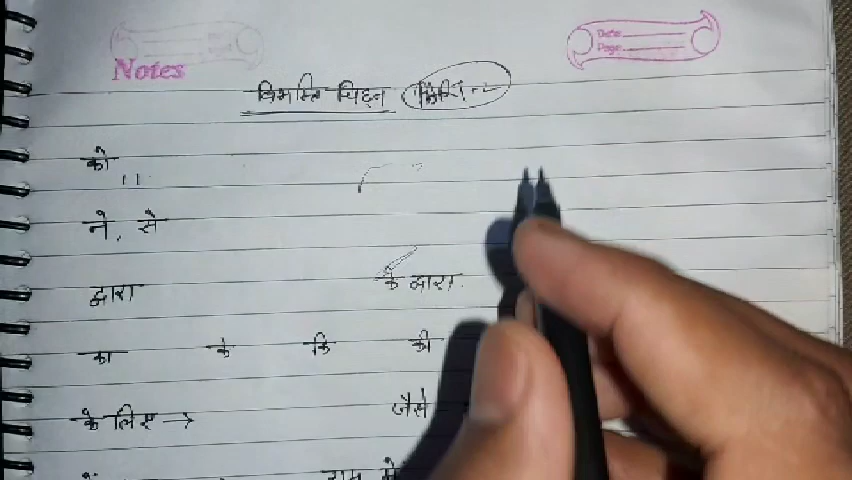 Notes
Date
Page
विभक्ति चिह्न
को
ने, से
द्वारा के द्वारा.
का के कि की
के लिए → जैसे